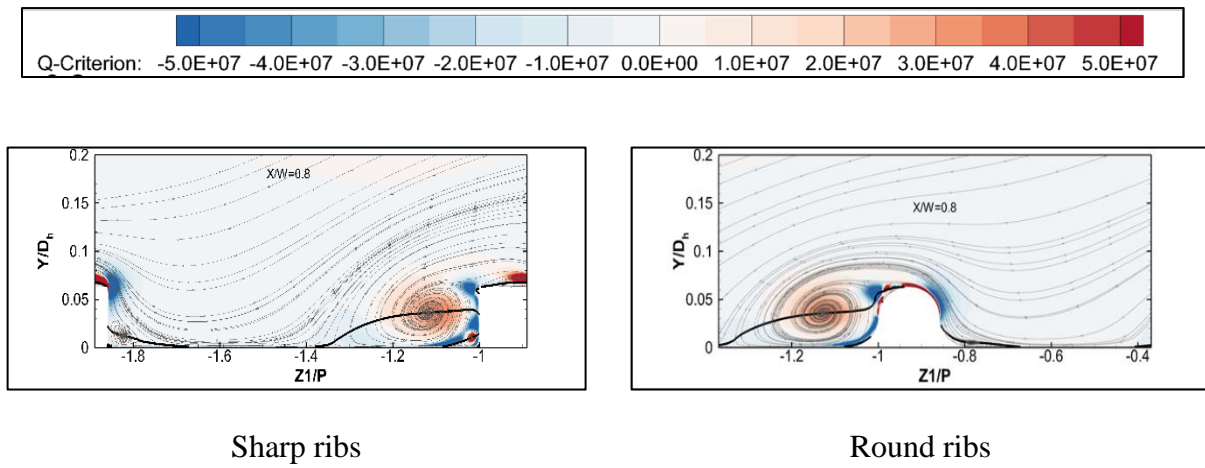 Q-Criterion: -5.0E+07 -4.0E+07 -3.0E+07 -2.0E+07 -1.0E+07 0.0E+00 1.0E+07 2.0E+07 3.0E+07 4.0E+07 5.0E+07
0.2
X/W=0.8
0.15
Y/Dh
0.1
0.05
0
-1.8 -1.6 -1.4 -1.2 -1
Z1/P
0.2
0.15
X/W=0.8
Y/Dh
0.1
0.05
0
-1.2 -1 -0.8 -0.6 -0.4
Z1/P
Sharp ribs
Round ribs